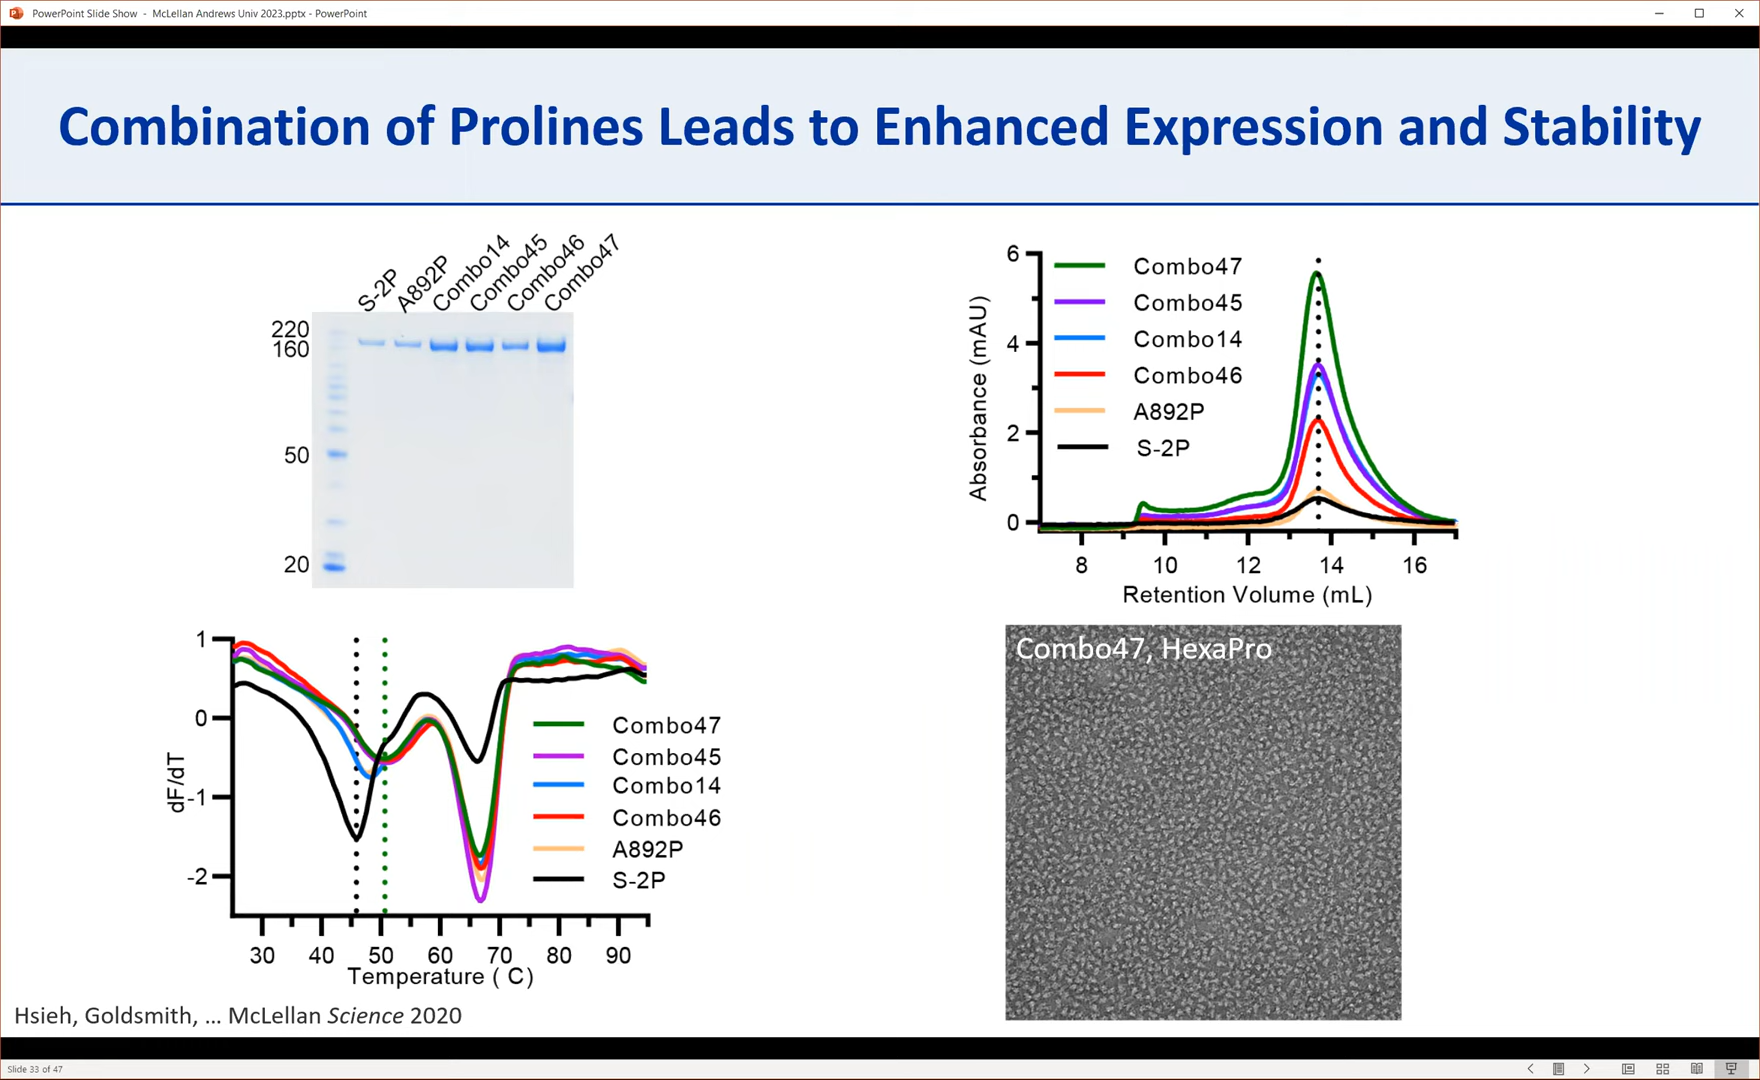 PowerPoint Slide Show - McLellan Andrews Univ 2023.pptx - PowerPoint
Combination of Prolines Leads to Enhanced Expression and Stability
S-2P
A892P
Combo14
Combo45
Combo46
Combo47
220
160
50
20
6
4
2
0
Absorbance (mAU)
Combo47
Combo45
Combo14
Combo46
A892P
S-2P
8 10 12 14 16
Retention Volume (mL)
1
0
-1
-2
dF/dT
Combo47
Combo45
Combo14
Combo46
A892P
S-2P
30 40 50 60 70 80 90
Temperature ( C)
Combo47, HexaPro
Hsieh, Goldsmith, ... McLellan Science 2020
Slide 33 of 47